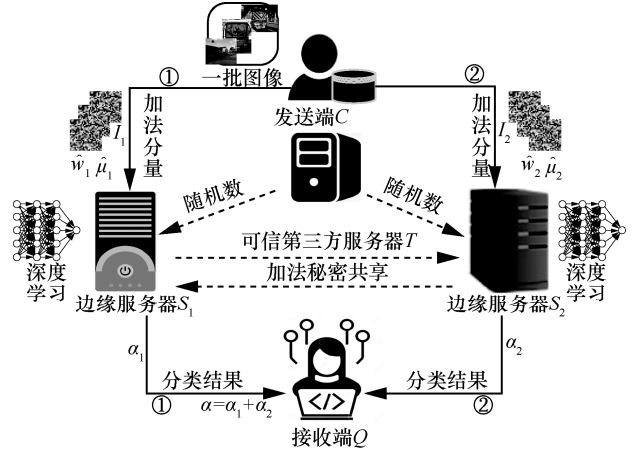 一批图像
①
②
发送端C
加法分量
I₁
ŵ₁ μ̂₁
加法分量
I₂
ŵ₂ μ̂₂
随机数
随机数
可信第三方服务器T
加法秘密共享
深度
学习
深度
学习
边缘服务器S₁
边缘服务器S₂
α₁
α₂
分类结果
分类结果
①
α=α₁+α₂
②
</>
接收端Q